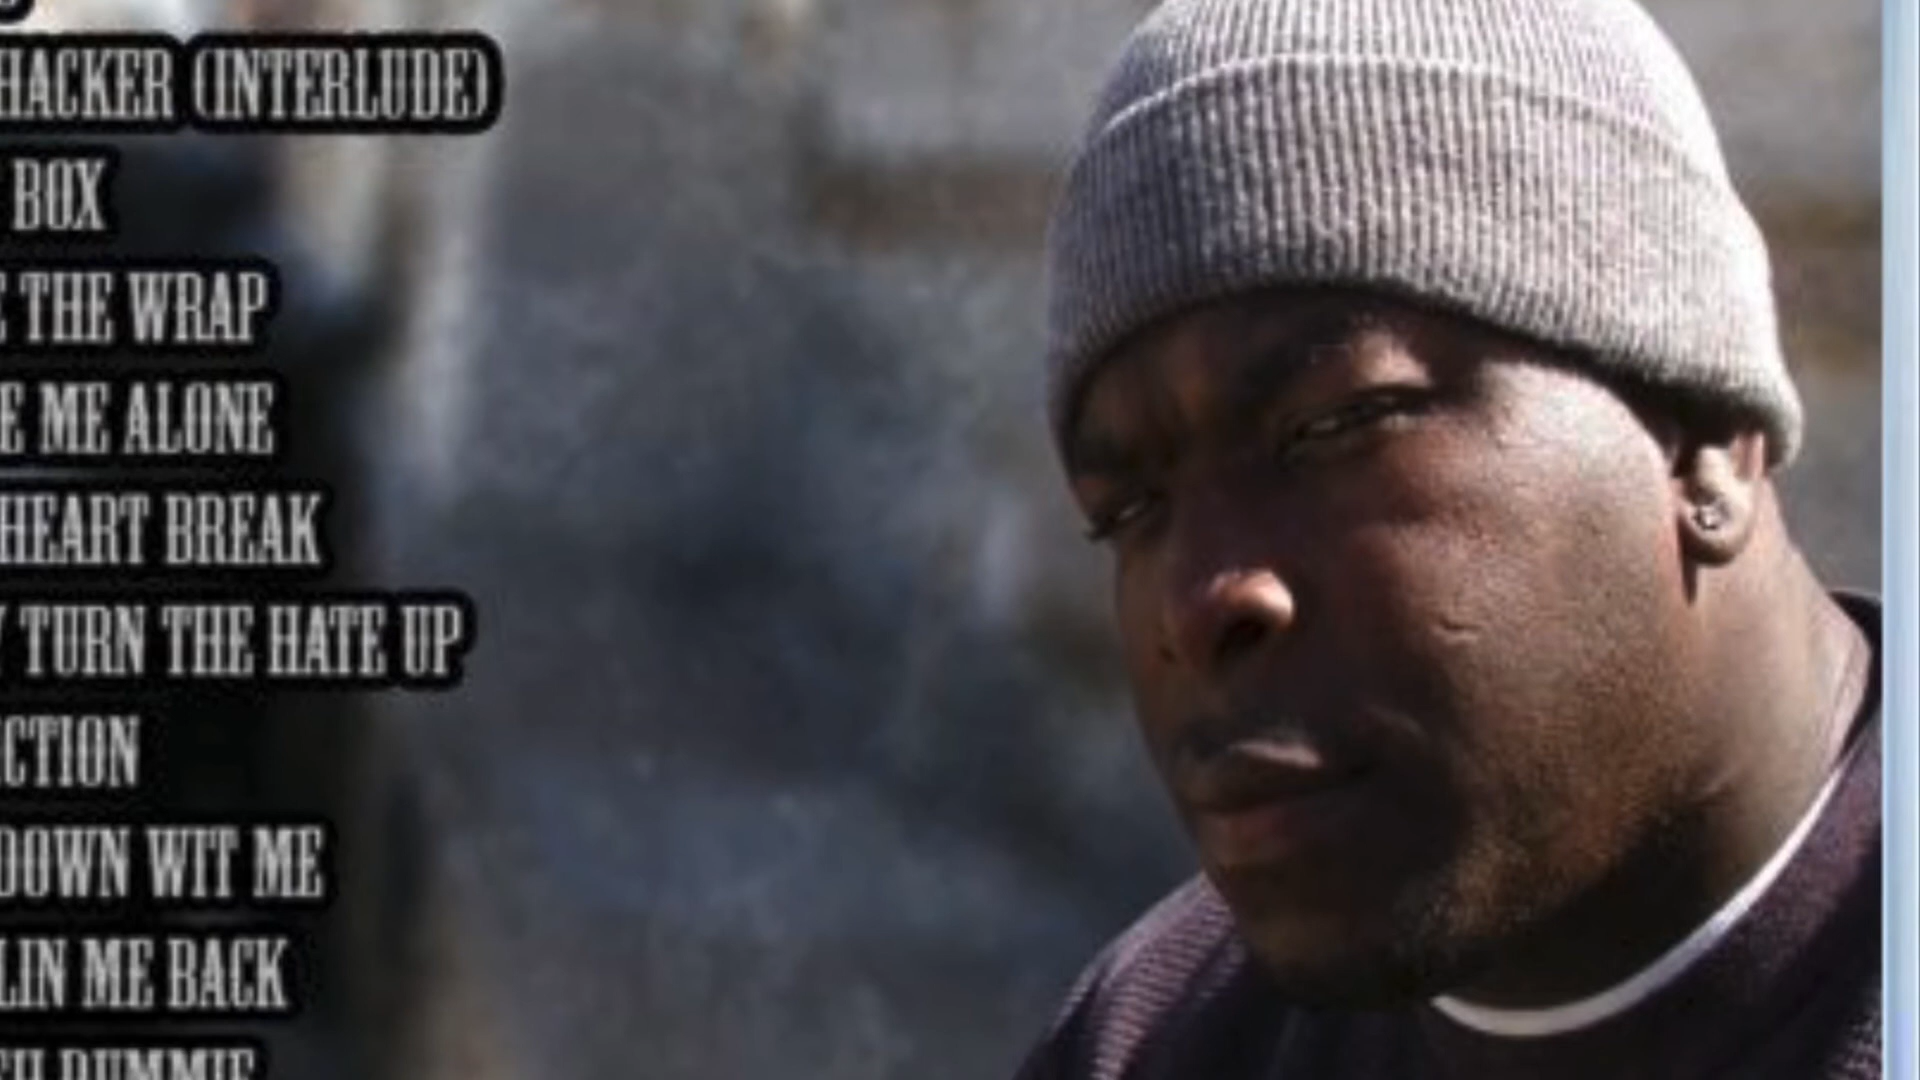 HACKER (INTERLUDE)
BOX
THE WRAP
E ME ALONE
HEART BREAK
TURN THE HATE UP
CTION
DOWN WIT ME
LIN ME BACK
DUMMIE